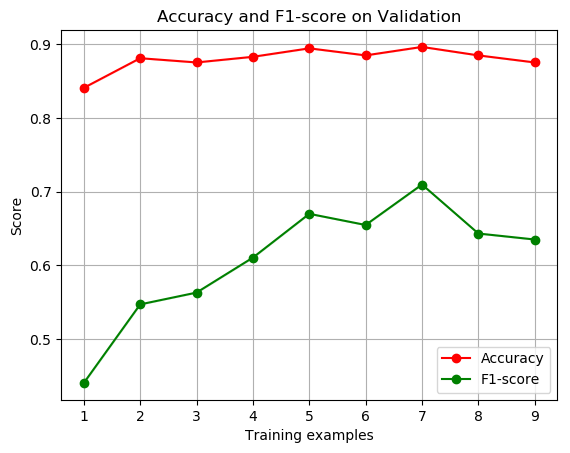 Accuracy and F1-score on Validation
Score
0.9
0.8
0.7
0.6
0.5
Accuracy
F1-score
1 2 3 4 5 6 7 8 9
Training examples